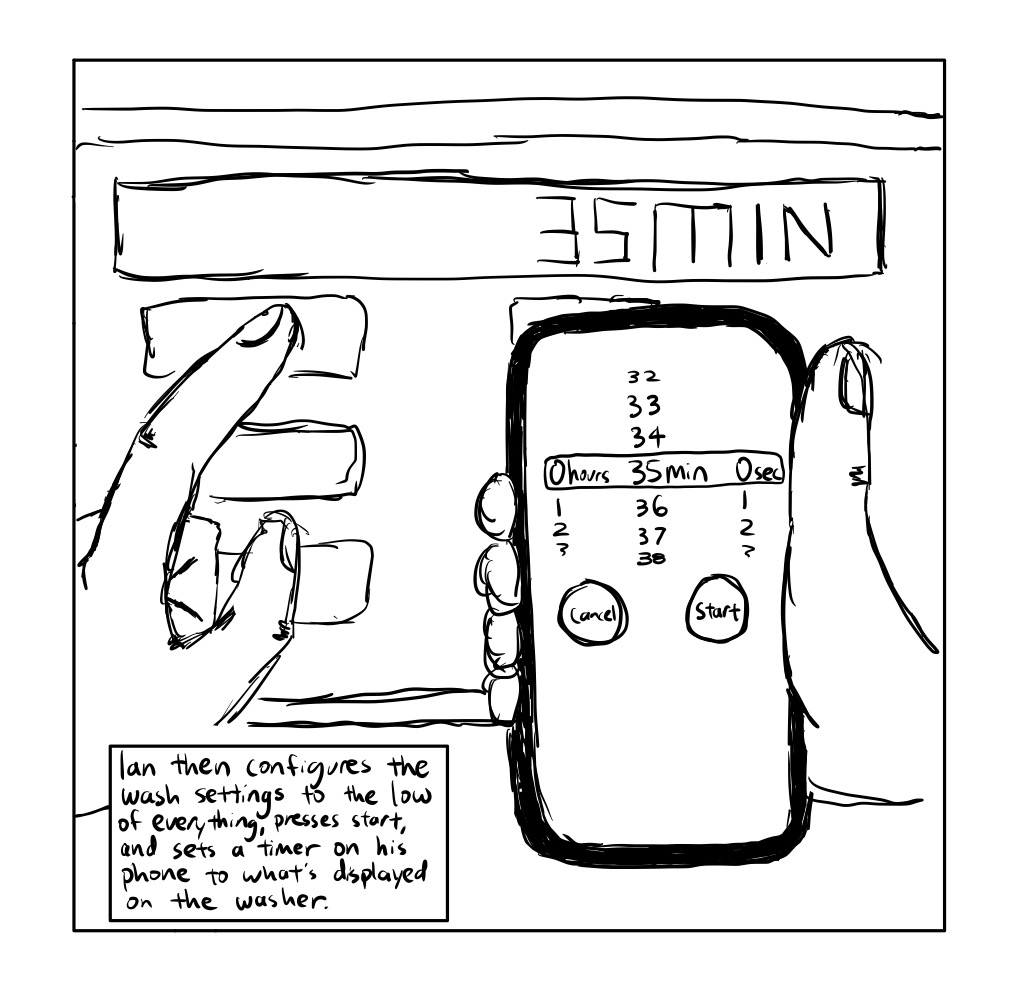 35MIN
32
33
34
0hours 35min 0sec
1 36 1
2 37 2
? 38 ?
Cancel Start
Ian then configures the
wash settings to the low
of everything, presses start,
and sets a timer on his
phone to what's displayed
on the washer.